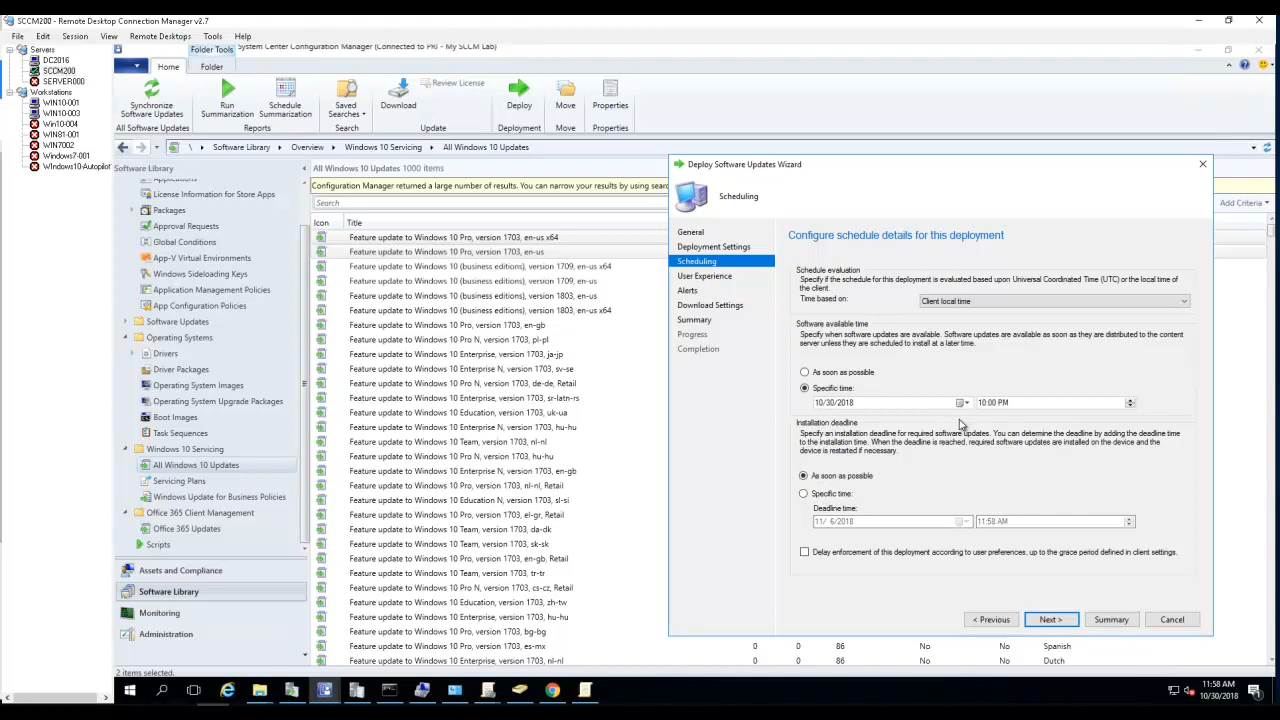 SCCM200 - Remote Desktop Connection Manager v2.7
File Edit Session View Remote Desktops Tools Help
Servers
DC2016
SCCM200
SERVER000
Workstations
WIN10-001
WIN10-003
Win10-004
WIN81-001
WIN7002
Windows7-001
Windows10-Autopilot
Folder Tools
System Center Configuration Manager (Connected to PRI - My SCCM Lab)
Home
Folder
Synchronize Software Updates
All Software Updates
Run Summarization
Schedule Summarization
Reports
Saved Searches
Search
Download
Review License
Update
Deploy
Deployment
Move
Move
Properties
Properties
\ Software Library Overview Windows 10 Servicing All Windows 10 Updates
Software Library
License Information for Store Apps
Packages
Approval Requests
Global Conditions
App-V Virtual Environments
Windows Sideloading Keys
Application Management Policies
App Configuration Policies
Software Updates
Operating Systems
Drivers
Driver Packages
Operating System Images
Operating System Upgrade Packages
Boot Images
Task Sequences
Windows 10 Servicing
All Windows 10 Updates
Servicing Plans
Windows Update for Business Policies
Office 365 Client Management
Office 365 Updates
Scripts
Assets and Compliance
Software Library
Monitoring
Administration
All Windows 10 Updates 1000 items
Configuration Manager returned a large number of results. You can narrow your results by using sear
Search
Add Criteria
Icon Title
Feature update to Windows 10 Pro, version 1703, en-us x64
Feature update to Windows 10 Pro, version 1703, en-us
Feature update to Windows 10 (business editions), version 1709, en-us x64
Feature update to Windows 10 (business editions), version 1709, en-us
Feature update to Windows 10 (business editions), version 1803, en-us
Feature update to Windows 10 (business editions), version 1803, en-us x64
Feature update to Windows 10 Pro, version 1703, en-gb
Feature update to Windows 10 Pro N, version 1703, pl-pl
Feature update to Windows 10 Enterprise, version 1703, ja-jp
Feature update to Windows 10 Enterprise N, version 1703, sv-se
Feature update to Windows 10 Pro N, version 1703, de-de, Retail
Feature update to Windows 10 Enterprise, version 1703, sr-latn-rs
Feature update to Windows 10 Education, version 1703, uk-ua
Feature update to Windows 10 Enterprise N, version 1703, hu-hu
Feature update to Windows 10 Team, version 1703, nl-nl
Feature update to Windows 10 Pro N, version 1703, hu-hu
Feature update to Windows 10 Enterprise N, version 1703, en-gb
Feature update to Windows 10 Pro N, version 1703, nl-nl, Retail
Feature update to Windows 10 Education N, version 1703, sl-si
Feature update to Windows 10 Pro, version 1703, el-gr, Retail
Feature update to Windows 10 Team, version 1703, da-dk
Feature update to Windows 10 Team, version 1703, sk-sk
Feature update to Windows 10 Pro, version 1703, en-gb, Retail
Feature update to Windows 10 Team, version 1703, tr-tr
Feature update to Windows 10 Pro N, version 1703, cs-cz, Retail
Feature update to Windows 10 Education, version 1703, zh-tw
Feature update to Windows 10 Enterprise, version 1703, hu-hu
Feature update to Windows 10 Pro, version 1703, bg-bg
Feature update to Windows 10 Pro, version 1703, es-mx 0 0 86 No No Spanish
Feature update to Windows 10 Enterprise, version 1703, nl-nl 0 0 86 No No Dutch
2 items selected.
Deploy Software Updates Wizard
Scheduling
General
Deployment Settings
Scheduling
User Experience
Alerts
Download Settings
Summary
Progress
Completion
Configure schedule details for this deployment
Schedule evaluation
Specify if the schedule for this deployment is evaluated based upon Universal Coordinated Time (UTC) or the local time of
the client.
Time based on: Client local time
Software available time
Specify when software updates are available. Software updates are available as soon as they are distributed to the content
server unless they are scheduled to install at a later time.
As soon as possible
Specific time:
10/30/2018 10:00 PM
Installation deadline
Specify an installation deadline for required software updates. You can determine the deadline by adding the deadline time
to the installation time. When the deadline is reached, required software updates are installed on the device and the
device is restarted if necessary.
As soon as possible
Specific time:
Deadline time:
11/ 6/2018 11:58 AM
Delay enforcement of this deployment according to user preferences, up to the grace period defined in client settings.
< Previous Next > Summary Cancel
11:58 AM
10/30/2018